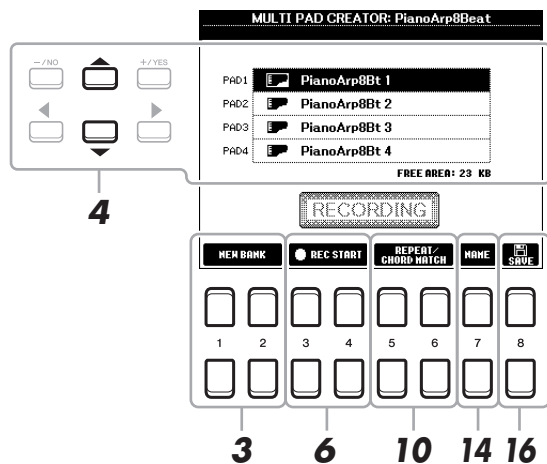 MULTI PAD CREATOR: PianoArp8Beat
−/NO
+/YES
PAD1 PianoArp8Bt 1
PAD2 PianoArp8Bt 2
PAD3 PianoArp8Bt 3
PAD4 PianoArp8Bt 4
FREE AREA: 23 KB
4
RECORDING
NEW BANK
REC START
REPEAT/
CHORD MATCH
NAME
SAVE
1 2 3 4 5 6 7 8
3 6 10 14 16